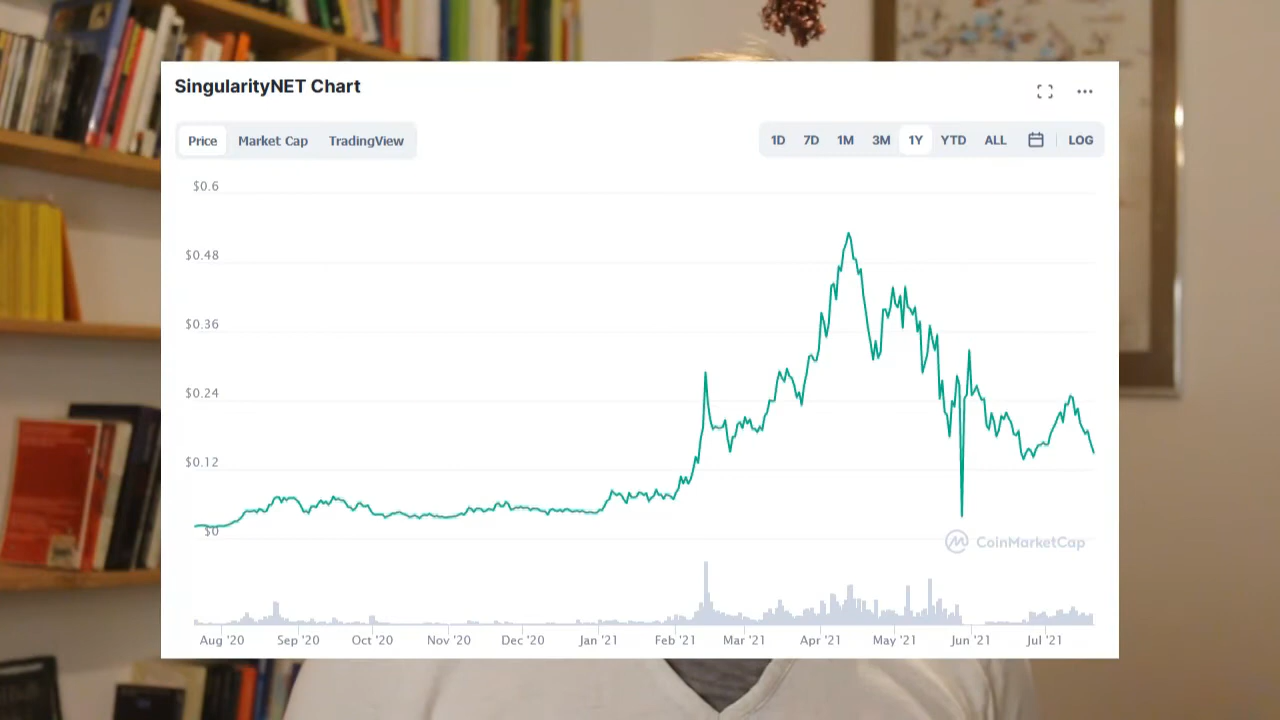 SingularityNET Chart
Price Market Cap TradingView
1D 7D 1M 3M 1Y YTD ALL LOG
$0.6
$0.48
$0.36
$0.24
$0.12
$0
CoinMarketCap
Aug '20 Sep '20 Oct '20 Nov '20 Dec '20 Jan '21 Feb '21 Mar '21 Apr '21 May '21 Jun '21 Jul '21